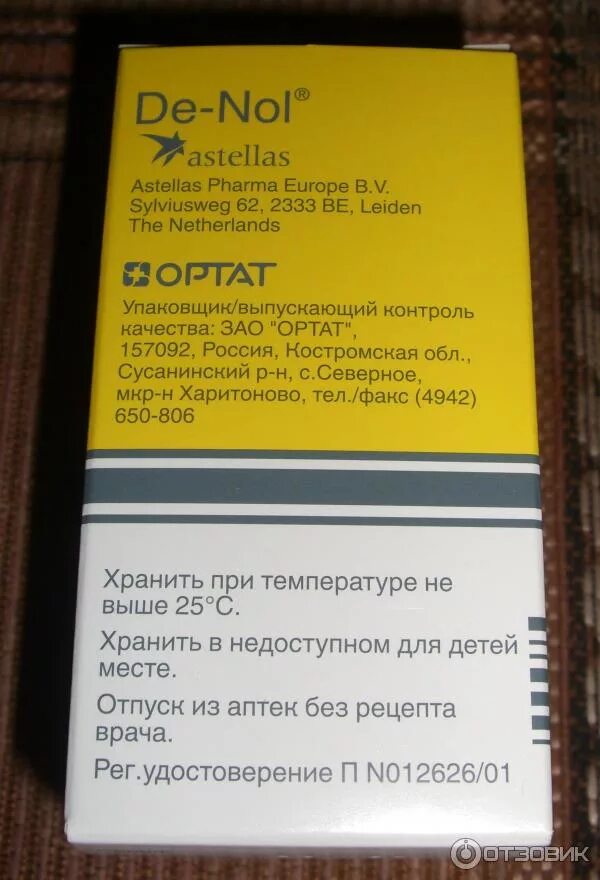 De-Nol®
astellas
Astellas Pharma Europe B.V.
Sylviusweg 62, 2333 BE, Leiden
The Netherlands
ОРТАТ
Упаковщик/выпускающий контроль
качества: ЗАО "ОРТАТ",
157092, Россия, Костромская обл.,
Сусанинский р-н, с.Северное,
мкр-н Харитоново, тел./факс (4942)
650-806
Хранить при температуре не
выше 25°С.
Хранить в недоступном для детей
месте.
Отпуск из аптек без рецепта
врача.
Рег.удостоверение П N012626/01
ОТЗОВИК